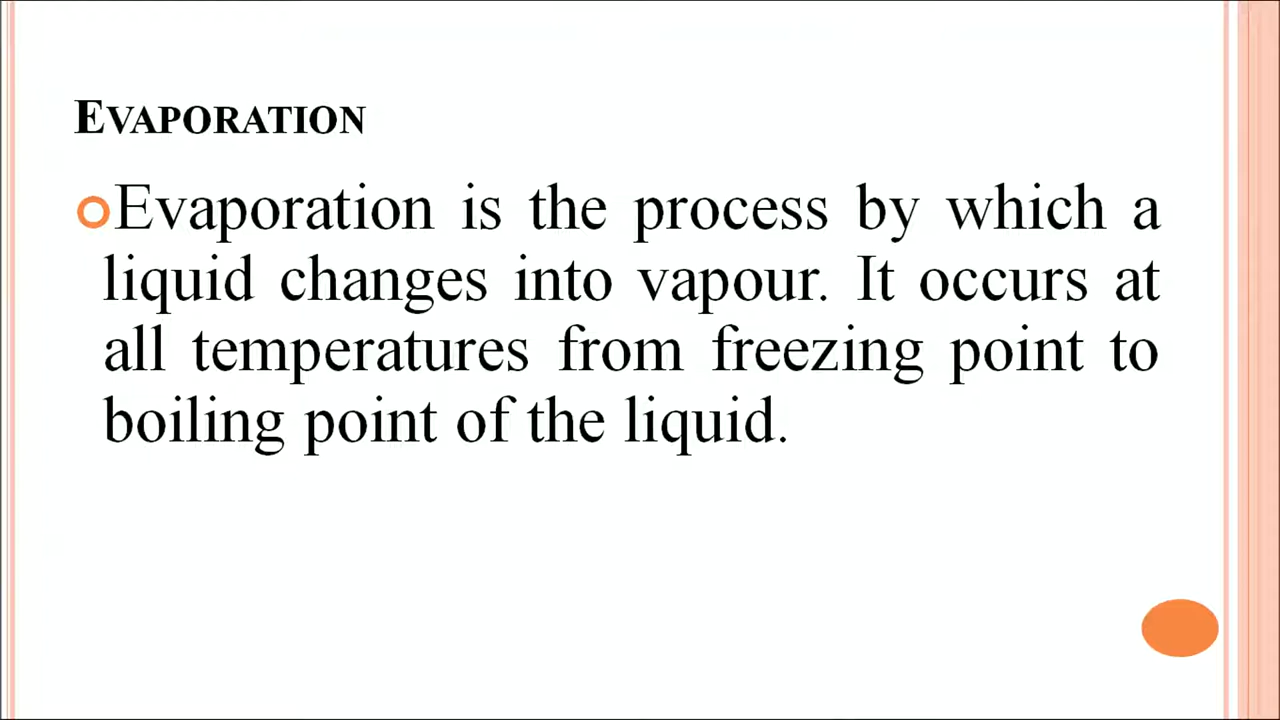 EVAPORATION
Evaporation is the process by which a
liquid changes into vapour. It occurs at
all temperatures from freezing point to
boiling point of the liquid.